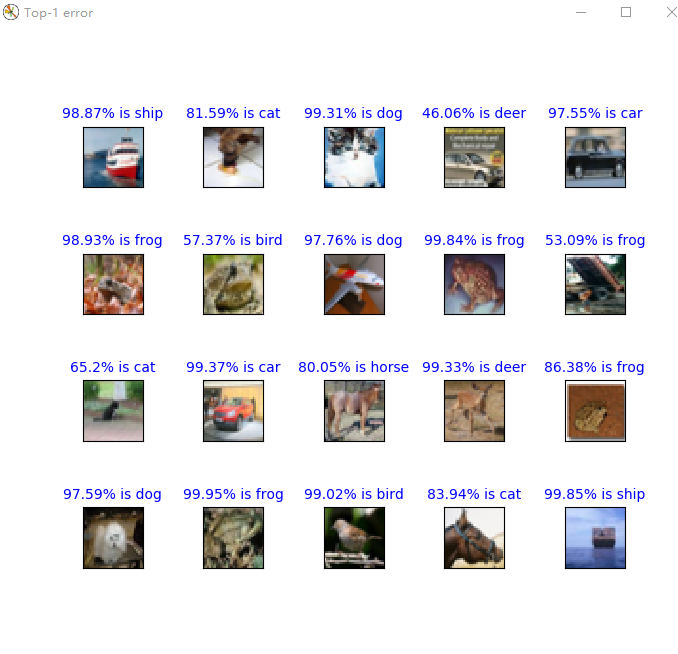 Top-1 error
98.87% is ship 81.59% is cat 99.31% is dog 46.06% is deer 97.55% is car
98.93% is frog 57.37% is bird 97.76% is dog 99.84% is frog 53.09% is frog
65.2% is cat 99.37% is car 80.05% is horse 99.33% is deer 86.38% is frog
97.59% is dog 99.95% is frog 99.02% is bird 83.94% is cat 99.85% is ship